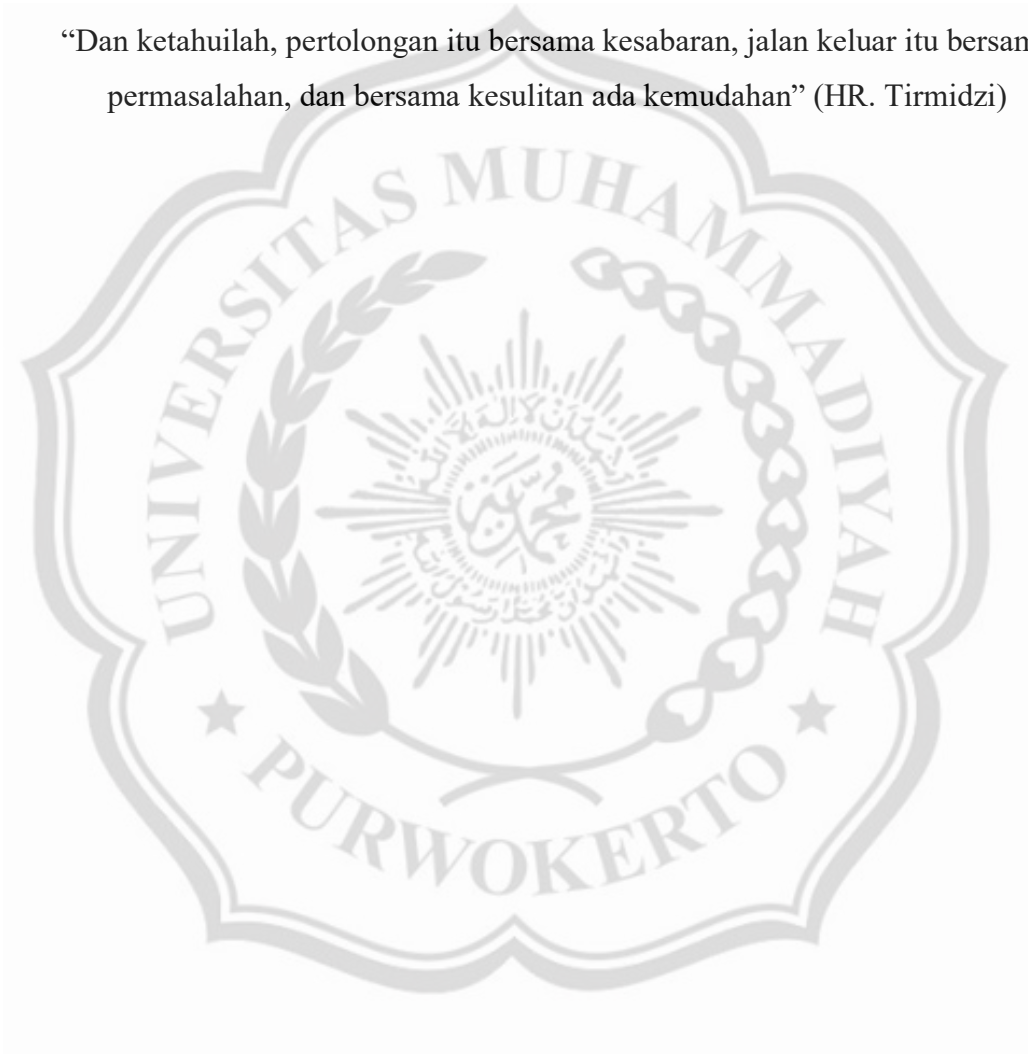 “Dan ketahuilah, pertolongan itu bersama kesabaran, jalan keluar itu
permasalahan, dan bersama kesulitan ada kemudahan” (HR. Tirmidzi)
UNIVERSITAS MUHAMMADIYAH
PURWOKERTO